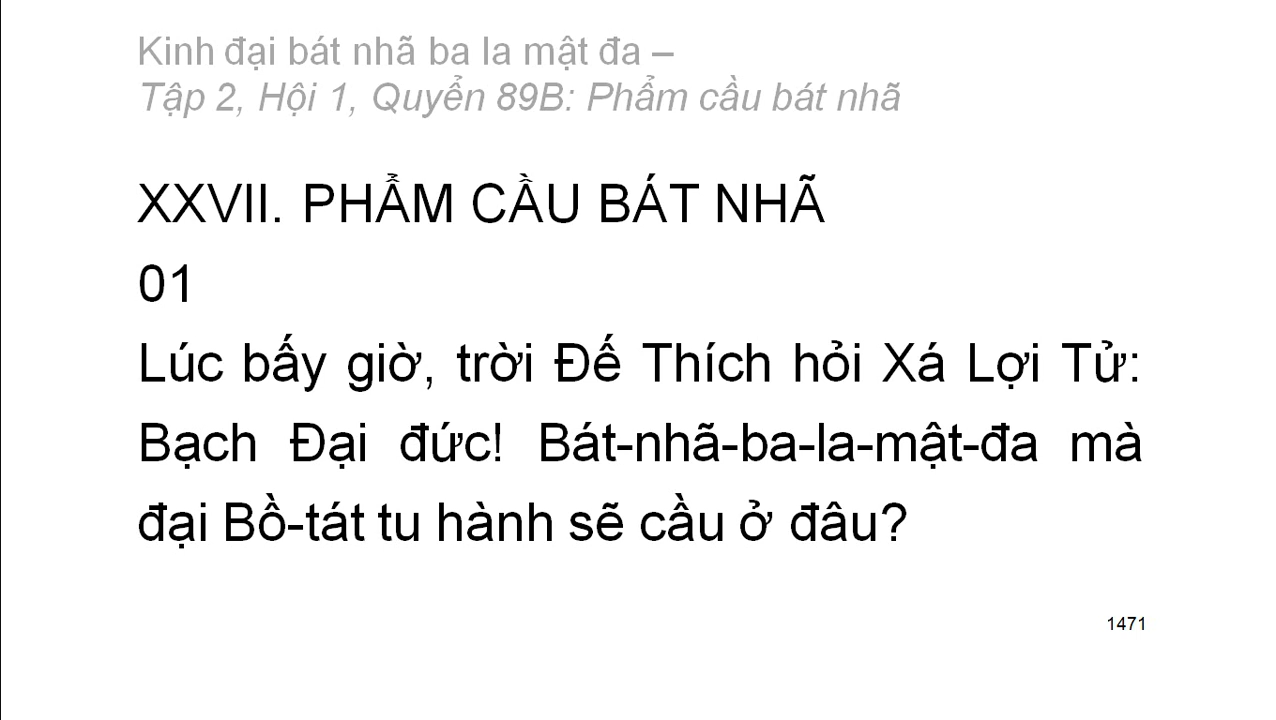 Kinh đại bát nhã ba la mật đa –
Tập 2, Hội 1, Quyển 89B: Phẩm cầu bát nhã
XXVII. PHẨM CẦU BÁT NHÃ
01
Lúc bấy giờ, trời Đế Thích hỏi Xá Lợi Tử:
Bạch Đại đức! Bát-nhã-ba-la-mật-đa mà
đại Bồ-tát tu hành sẽ cầu ở đâu?
1471